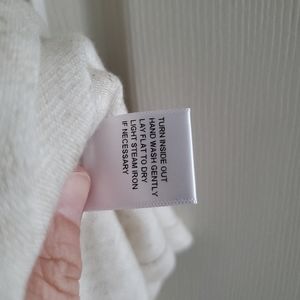 TURN INSIDE OUT
HAND WASH GENTLY
LAY FLAT TO DRY
LIGHT STEAM IRON
IF NECESSARY